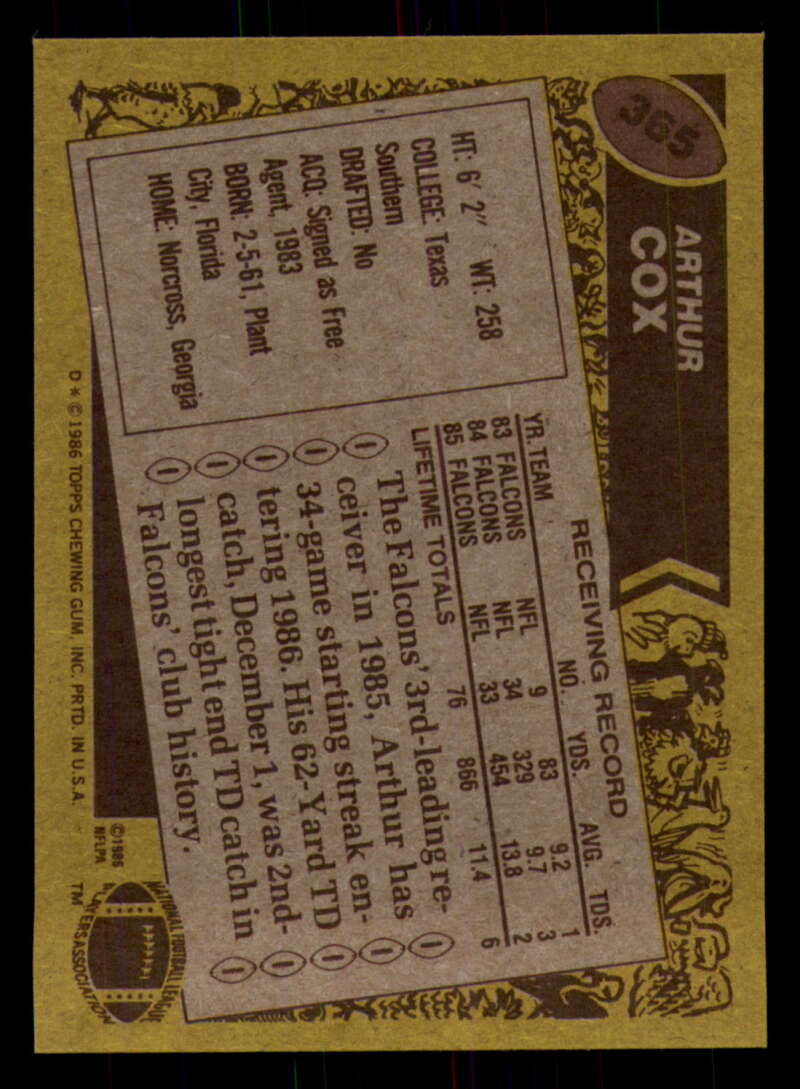 365
ARTHUR
COX
HT: 6' 2" WT: 258
COLLEGE: Texas
Southern
DRAFTED: No
ACQ: Signed as Free
Agent, 1983
BORN: 2-5-61, Plant
City, Florida
HOME: Norcross, Georgia
RECEIVING RECORD
YR. TEAM NO. YDS. AVG. TDS.
83 FALCONS NFL 9 83 9.2 1
84 FALCONS NFL 34 329 9.7 3
85 FALCONS NFL 33 454 13.8 2
LIFETIME TOTALS 76 866 11.4 6
The Falcons' 3rd-leading re-
ceiver in 1985, Arthur has
34-game starting streak en-
tering 1986. His 62-Yard TD
catch, December 1, was 2nd-
longest tight end TD catch in
Falcons' club history.
D * © 1986 TOPPS CHEWING GUM, INC. PRTD. IN U.S.A.
© 1986
NFLPA
NATIONAL FOOTBALL LEAGUE
PLAYERS ASSOCIATION
TM